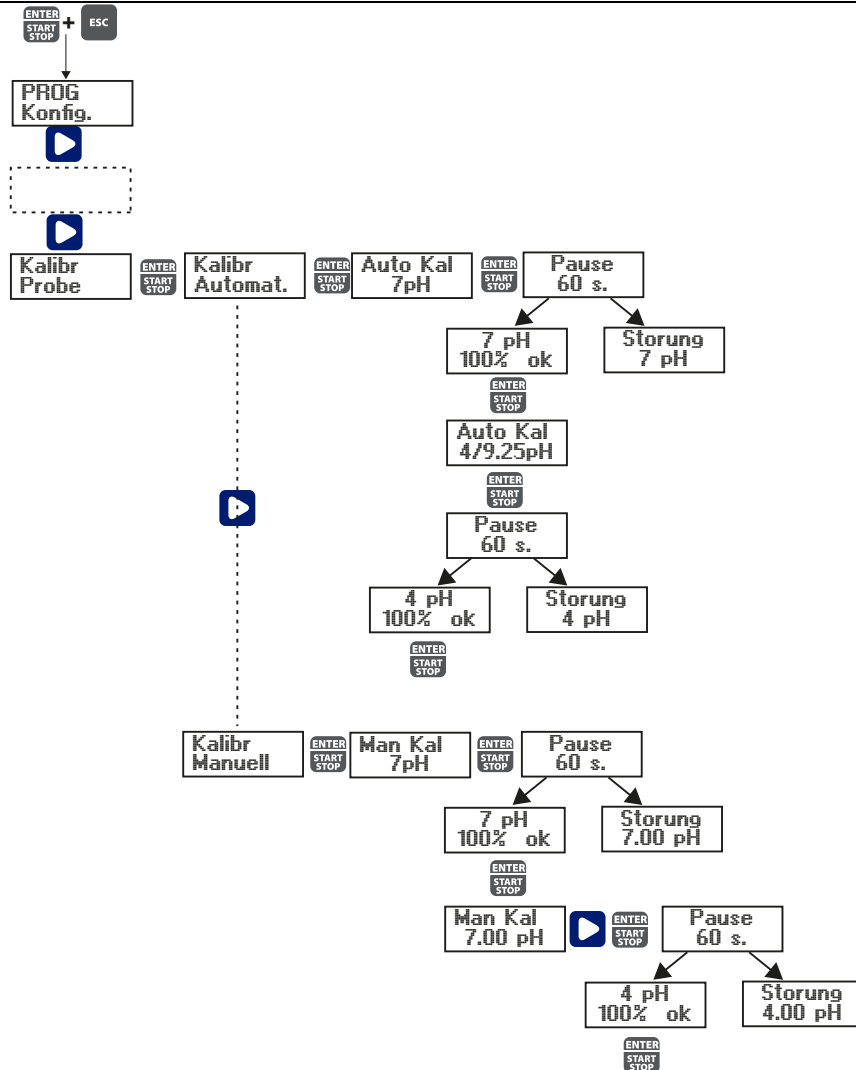 ENTER
START
STOP
+
ESC
PROG
Konfig.
Kalibr
Probe
ENTER
START
STOP
Kalibr
Automat.
ENTER
START
STOP
Auto Kal
7pH
ENTER
START
STOP
Pause
60 s.
7 pH
100% ok
Storung
7 pH
ENTER
START
STOP
Auto Kal
4/9.25pH
ENTER
START
STOP
Pause
60 s.
4 pH
100% ok
Storung
4 pH
ENTER
START
STOP
Kalibr
Manuell
ENTER
START
STOP
Man Kal
7pH
ENTER
START
STOP
Pause
60 s.
7 pH
100% ok
Storung
7.00 pH
ENTER
START
STOP
Man Kal
7.00 pH
ENTER
START
STOP
Pause
60 s.
4 pH
100% ok
Storung
4.00 pH
ENTER
START
STOP